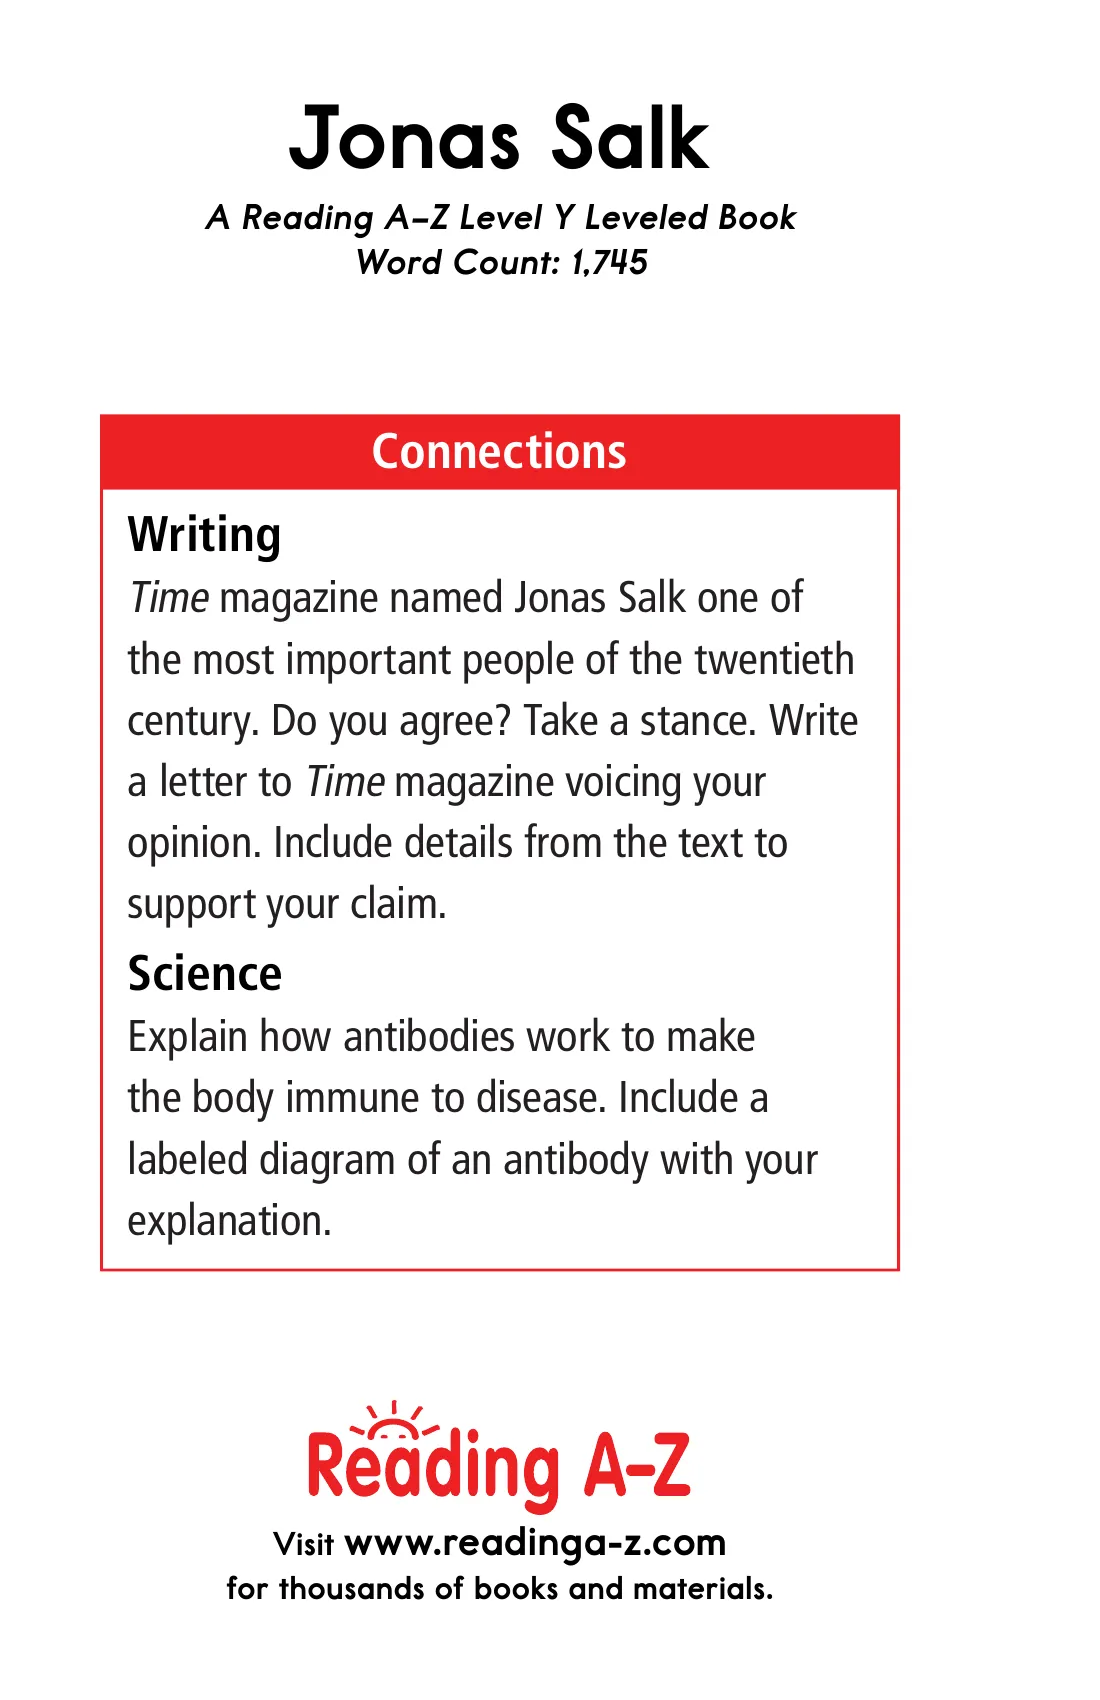 Jonas Salk
A Reading A–Z Level Y Leveled Book
Word Count: 1,745
Connections
Writing
Time magazine named Jonas Salk one of
the most important people of the twentieth
century. Do you agree? Take a stance. Write
a letter to Time magazine voicing your
opinion. Include details from the text to
support your claim.
Science
Explain how antibodies work to make
the body immune to disease. Include a
labeled diagram of an antibody with your
explanation.
Reading A–Z
Visit www.readinga-z.com
for thousands of books and materials.